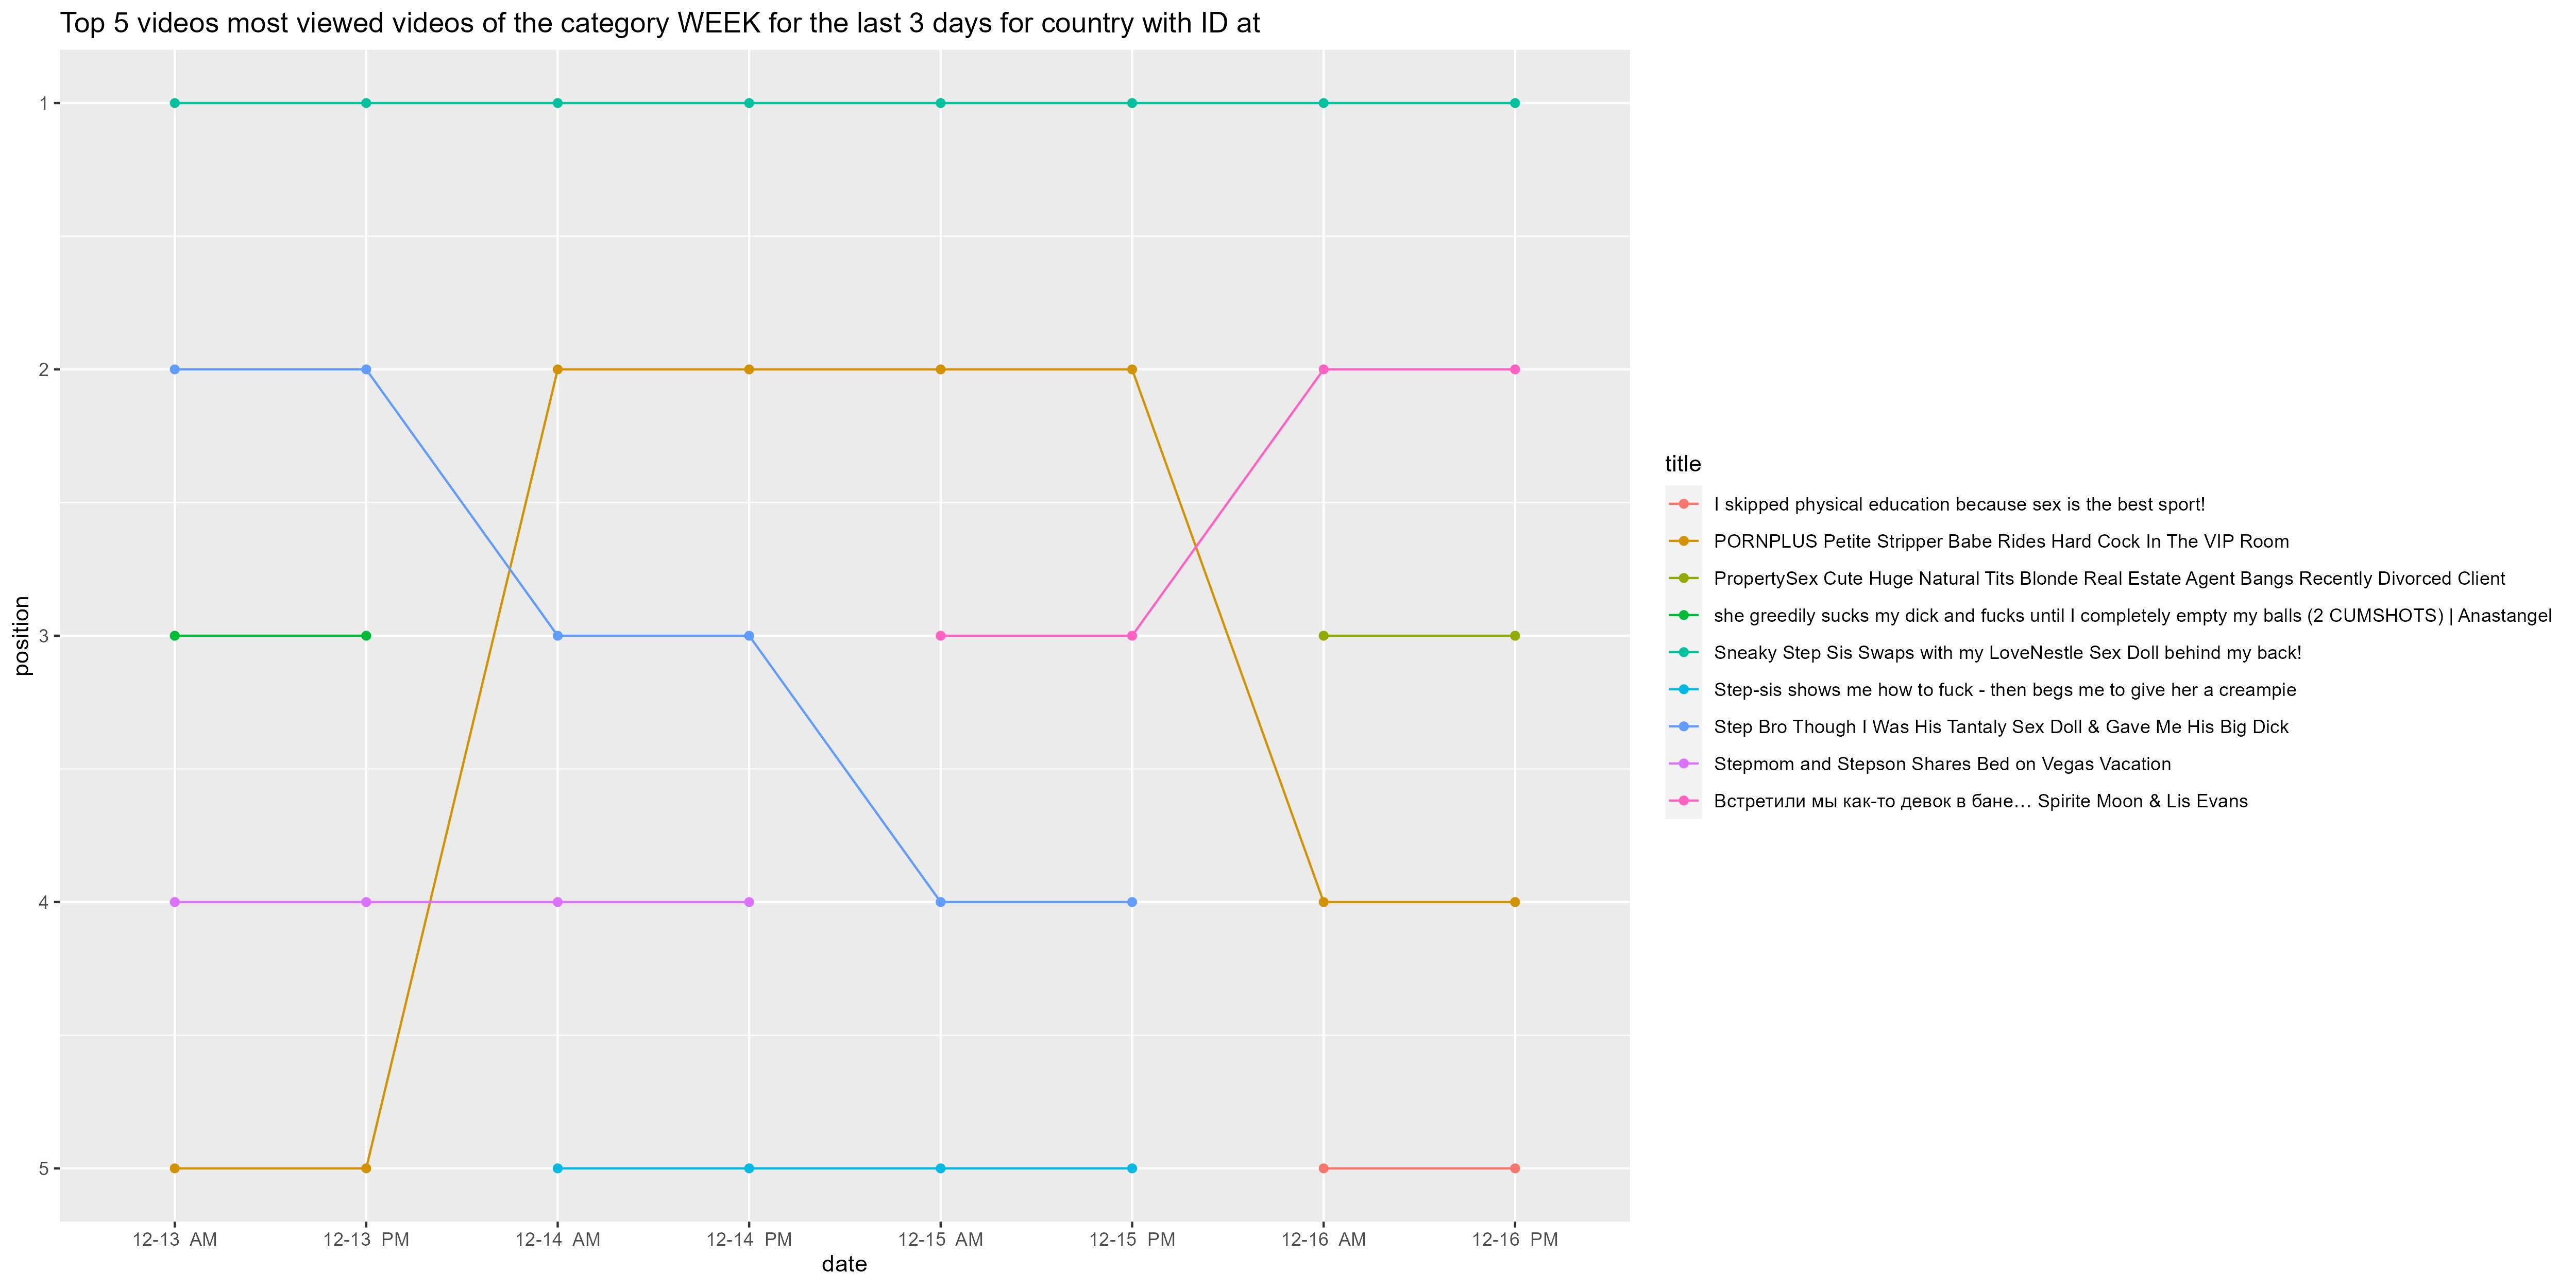 Top 5 videos most viewed videos of the category WEEK for the last 3 days for country with ID at
position
1
2
3
4
5
12-13 AM
12-13 PM
12-14 AM
12-14 PM
12-15 AM
12-15 PM
12-16 AM
12-16 PM
date
title
I skipped physical education because sex is the best sport!
PORNPLUS Petite Stripper Babe Rides Hard Cock In The VIP Room
PropertySex Cute Huge Natural Tits Blonde Real Estate Agent Bangs Recently Divorced Client
she greedily sucks my dick and fucks until I completely empty my balls (2 CUMSHOTS) | Anastangel
Sneaky Step Sis Swaps with my LoveNestle Sex Doll behind my back!
Step-sis shows me how to fuck - then begs me to give her a creampie
Step Bro Though I Was His Tantaly Sex Doll & Gave Me His Big Dick
Stepmom and Stepson Shares Bed on Vegas Vacation
Встретили мы как-то девок в бане… Spirite Moon & Lis Evans